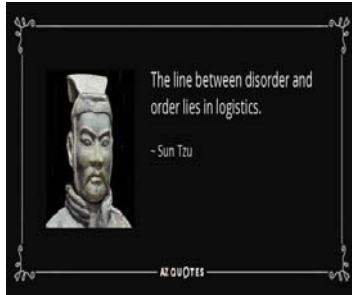 The line between disorder and
order lies in logistics.
~ Sun Tzu
AZ QUOTES